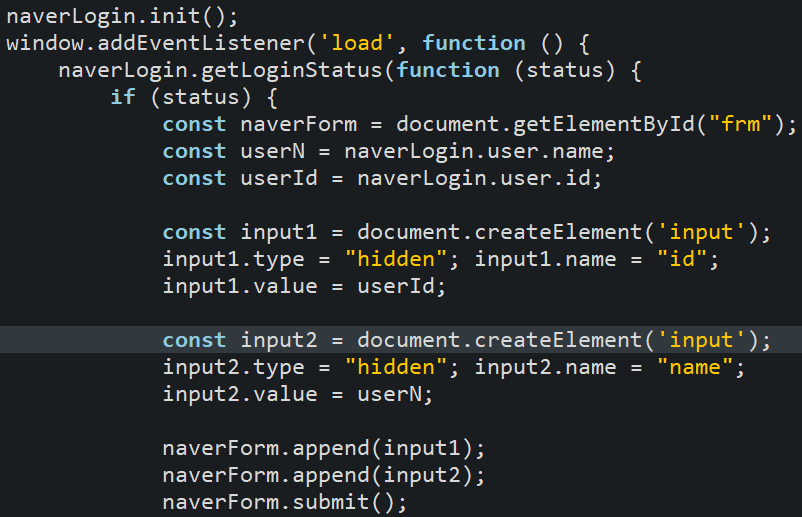 naverLogin.init();
window.addEventListener('load', function () {
    naverLogin.getLoginStatus(function (status) {
        if (status) {
            const naverForm = document.getElementById("frm");
            const userN = naverLogin.user.name;
            const userId = naverLogin.user.id;
            const input1 = document.createElement('input');
            input1.type = "hidden"; input1.name = "id";
            input1.value = userId;
            const input2 = document.createElement('input');
            input2.type = "hidden"; input2.name = "name";
            input2.value = userN;
            naverForm.append(input1);
            naverForm.append(input2);
            naverForm.submit();